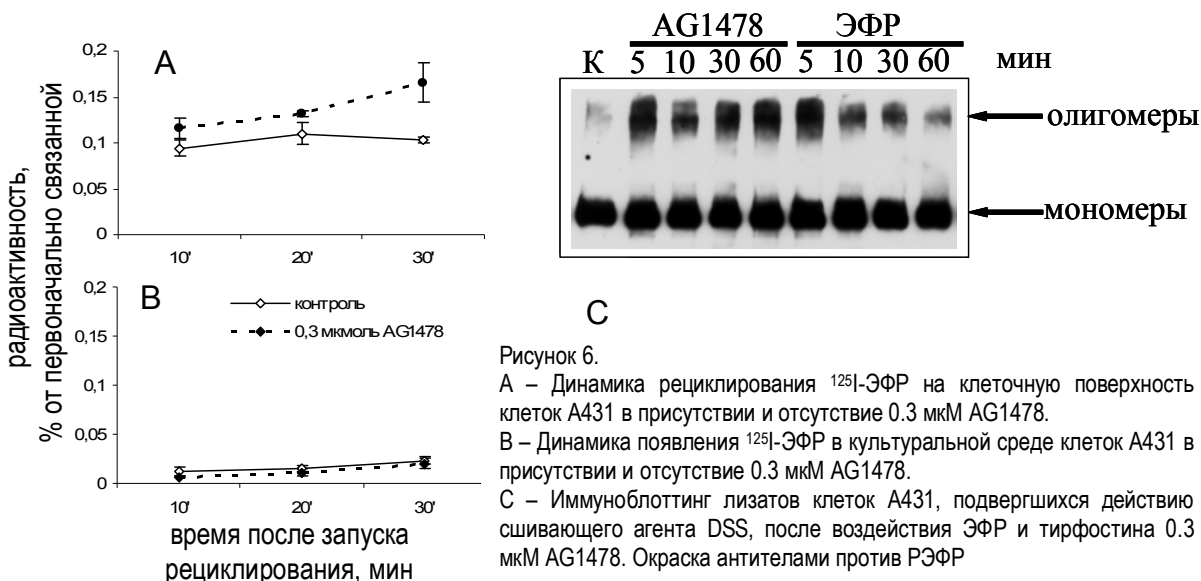 0,2
0,15
0,1
0,05
0
A
10'
20'
30'
радиоактивность,
% от первоначально связанной
0,2
0,15
0,1
0,05
0
B
контроль
0,3 мкмоль AG1478
10'
20'
30'
время после запуска
рециклирования, мин
AG1478 ЭФР
К 5 10 30 60 5 10 30 60 мин
олигомеры
мономеры
C
Рисунок 6.
А – Динамика рециклирования ¹²⁵I-ЭФР на клеточную поверхность
клеток А431 в присутствии и отсутствие 0.3 мкМ AG1478.
В – Динамика появления ¹²⁵I-ЭФР в культуральной среде клеток А431 в
присутствии и отсутствие 0.3 мкМ AG1478.
С – Иммуноблоттинг лизатов клеток А431, подвергшихся действию
сшивающего агента DSS, после воздействия ЭФР и тирфостина 0.3
мкМ AG1478. Окраска антителами против РЭФР